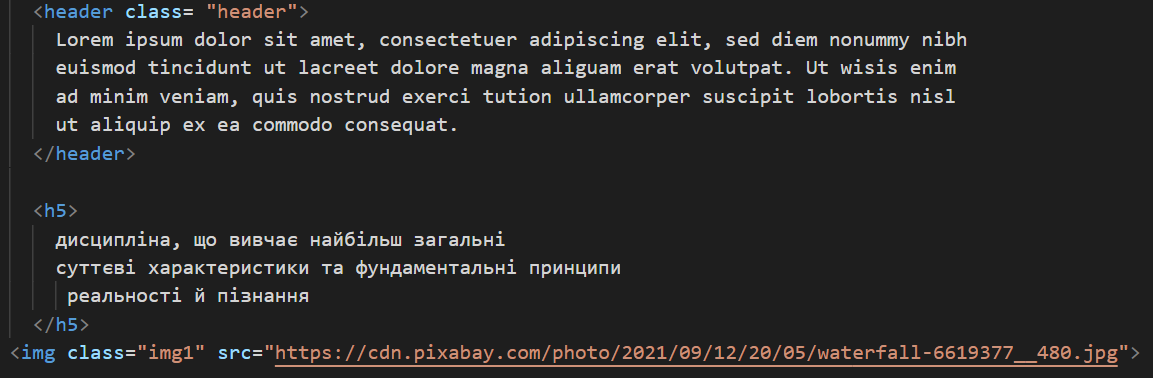 <header class= "header">
Lorem ipsum dolor sit amet, consectetuer adipiscing elit, sed diem nonummy nibh
euismod tincidunt ut lacreet dolore magna aliguam erat volutpat. Ut wisis enim
ad minim veniam, quis nostrud exerci tution ullamcorper suscipit lobortis nisl
ut aliquip ex ea commodo consequat.
</header>
<h5>
дисципліна, що вивчає найбільш загальні
суттєві характеристики та фундаментальні принципи
реальності й пізнання
</h5>
<img class="img1" src="https://cdn.pixabay.com/photo/2021/09/12/20/05/waterfall-6619377__480.jpg">